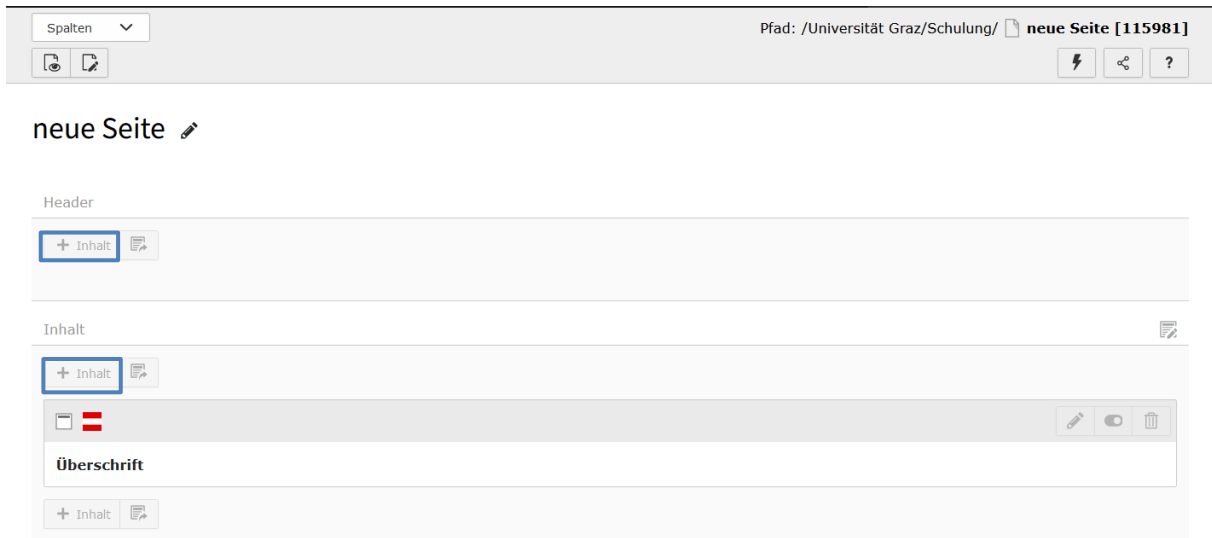 Spalten
Pfad: /Universität Graz/Schulung/ neue Seite [115981]
?
neue Seite
Header
+ Inhalt
Inhalt
+ Inhalt
Überschrift
+ Inhalt